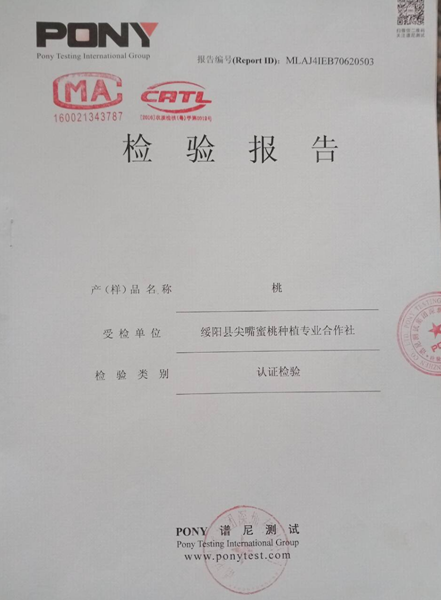 PONY
Pony Testing International Group
报告编号(Report ID): MLAJ4IEB70620503
MA
160021343787
CATL
检验报告
产(样)品名称 桃
受检单位 绥阳县尖嘴蜜桃种植专业合作社
检验类别 认证检验
PONY 谱尼测试
Pony Testing International Group
www.ponytest.com